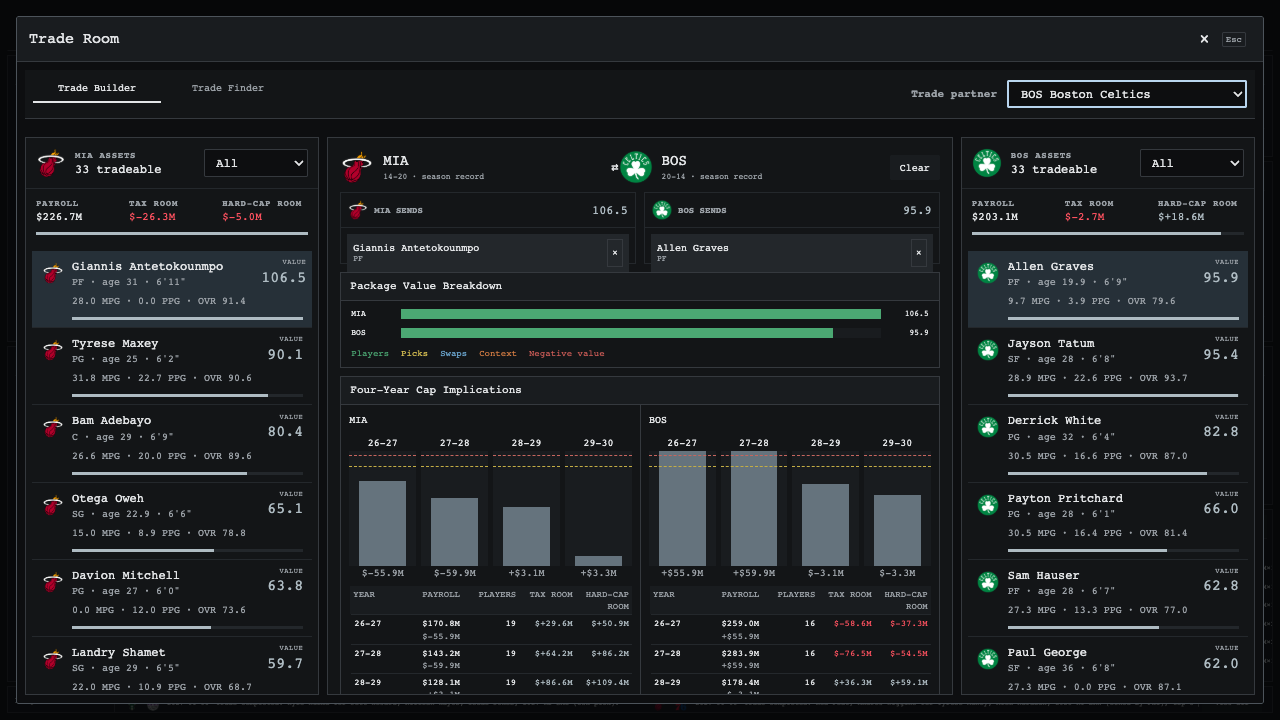 Trade Room
× Esc
Trade Builder Trade Finder
Trade partner BOS Boston Celtics
MIA ASSETS
33 tradeable
All
PAYROLL TAX ROOM HARD-CAP ROOM
$226.7M $-26.3M $-5.0M
Giannis Antetokounmpo VALUE
PF · age 31 · 6'11" 106.5
28.0 MPG · 0.0 PPG · OVR 91.4
Tyrese Maxey VALUE
PG · age 25 · 6'2" 90.1
31.8 MPG · 22.7 PPG · OVR 90.6
Bam Adebayo VALUE
C · age 29 · 6'9" 80.4
26.6 MPG · 20.0 PPG · OVR 89.6
Otega Oweh VALUE
SG · age 22.9 · 6'6" 65.1
15.0 MPG · 8.9 PPG · OVR 78.8
Davion Mitchell VALUE
PG · age 27 · 6'0" 63.8
0.0 MPG · 12.0 PPG · OVR 73.6
Landry Shamet VALUE
SG · age 29 · 6'5" 59.7
22.0 MPG · 10.9 PPG · OVR 68.7
MIA
14-20 · season record
⇄
BOS
20-14 · season record
Clear
MIA SENDS 106.5
Giannis Antetokounmpo
PF
×
BOS SENDS 95.9
Allen Graves
PF
×
Package Value Breakdown
MIA 106.5
BOS 95.9
Players Picks Swaps Context Negative value
Four-Year Cap Implications
MIA
26-27 27-28 28-29 29-30
$-55.9M $-59.9M +$3.1M +$3.3M
YEAR PAYROLL PLAYERS TAX ROOM HARD-CAP ROOM
26-27 $170.8M 19 $+29.6M $+50.9M
$-55.9M
27-28 $143.2M 19 $+64.2M $+86.2M
$-59.9M
28-29 $128.1M 19 $+86.6M $+109.4M
+$3.1M
BOS
26-27 27-28 28-29 29-30
+$55.9M +$59.9M $-3.1M $-3.3M
YEAR PAYROLL PLAYERS TAX ROOM HARD-CAP ROOM
26-27 $259.0M 16 $-58.6M $-37.3M
+$55.9M
27-28 $283.9M 16 $-76.5M $-54.5M
+$59.9M
28-29 $178.4M 16 $+36.3M $+59.1M
$-3.1M
BOS ASSETS
33 tradeable
All
PAYROLL TAX ROOM HARD-CAP ROOM
$203.1M $-2.7M $+18.6M
Allen Graves VALUE
PF · age 19.9 · 6'9" 95.9
9.7 MPG · 3.9 PPG · OVR 79.6
Jayson Tatum VALUE
SF · age 28 · 6'8" 95.4
28.9 MPG · 22.6 PPG · OVR 93.7
Derrick White VALUE
PG · age 32 · 6'4" 82.8
30.5 MPG · 16.6 PPG · OVR 87.0
Payton Pritchard VALUE
PG · age 28 · 6'1" 66.0
30.5 MPG · 16.4 PPG · OVR 81.4
Sam Hauser VALUE
PF · age 28 · 6'7" 62.8
27.3 MPG · 13.3 PPG · OVR 77.0
Paul George VALUE
SF · age 36 · 6'8" 62.0
27.3 MPG · 0.0 PPG · OVR 87.1